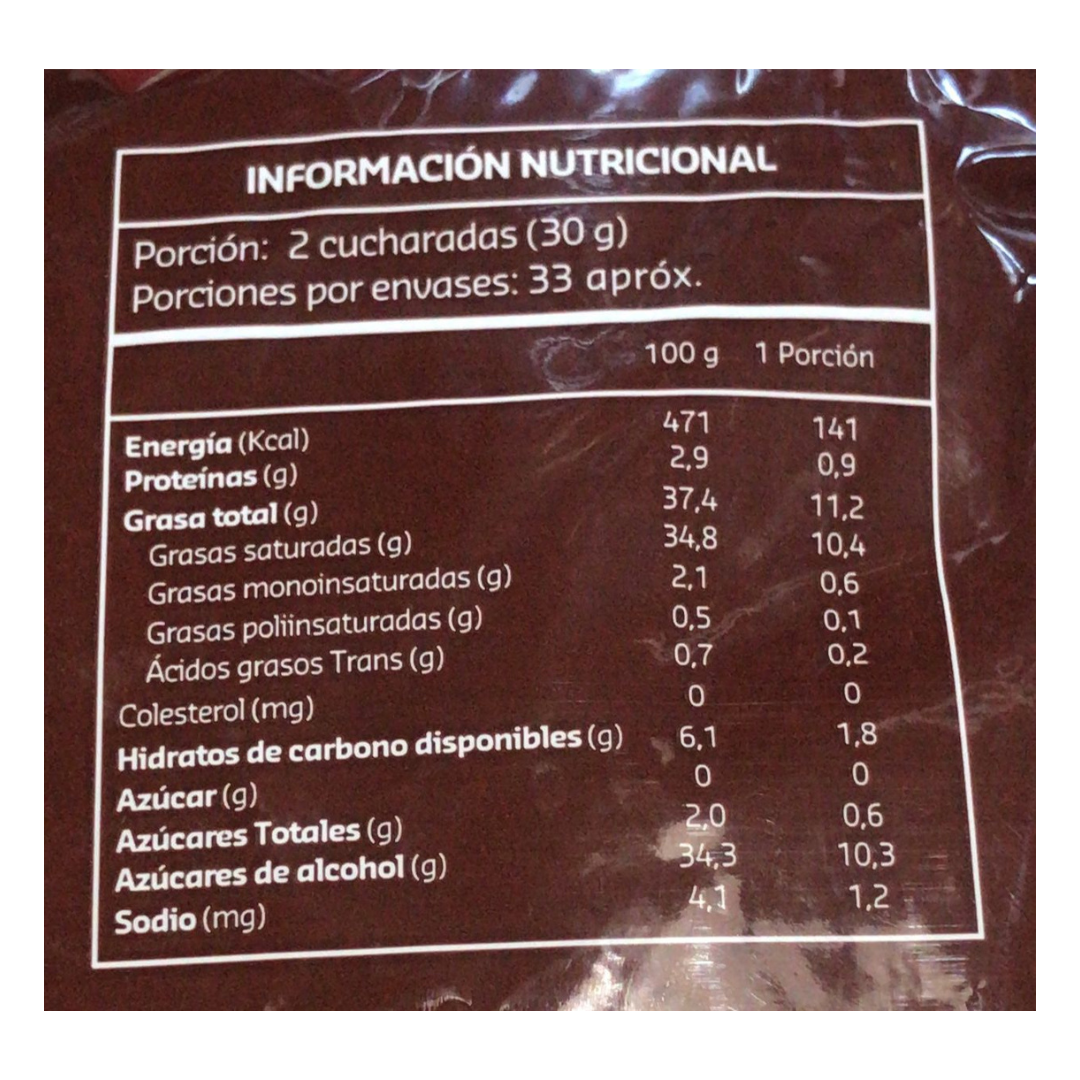 INFORMACIÓN NUTRICIONAL
Porción: 2 cucharadas (30 g)
Porciones por envases: 33 apróx.
100 g 1 Porción
Energía (Kcal) 471 141
Proteínas (g) 2,9 0,9
Grasa total (g) 37,4 11,2
Grasas saturadas (g) 34,8 10,4
Grasas monoinsaturadas (g) 2,1 0,6
Grasas poliinsaturadas (g) 0,5 0,1
Ácidos grasos Trans (g) 0,7 0,2
Colesterol (mg) 0 0
Hidratos de carbono disponibles (g) 6,1 1,8
Azúcar (g) 0 0
Azúcares Totales (g) 2,0 0,6
Azúcares de alcohol (g) 34,3 10,3
Sodio (mg) 4,1 1,2